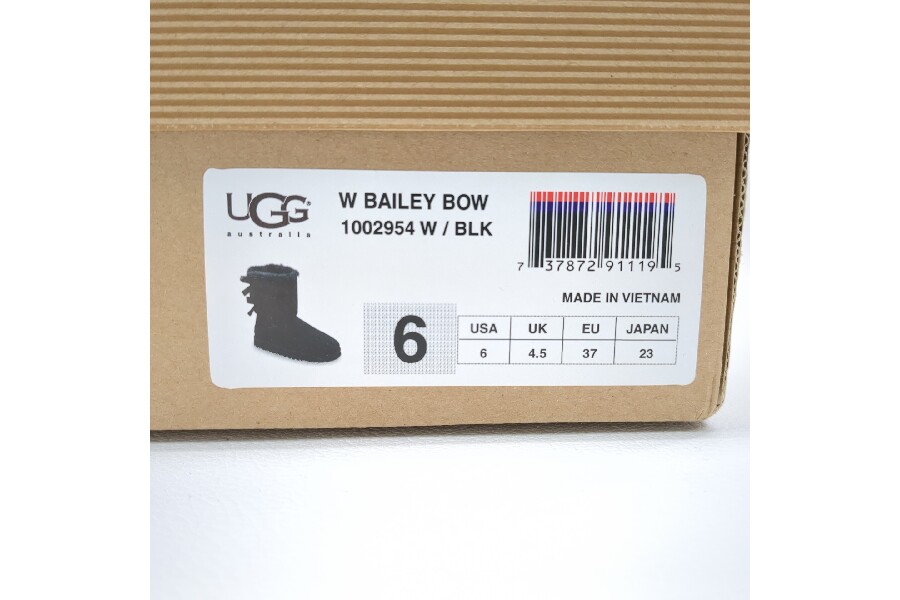 UGG®
australia
W BAILEY BOW
1002954 W / BLK
7 37872 91119 5
MADE IN VIETNAM
6
USA UK EU JAPAN
6 4.5 37 23